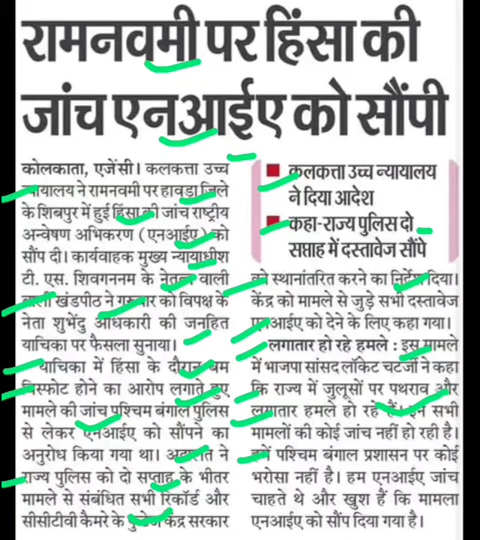 रामनवमी पर हिंसा की
जांच एनआईए को सौंपी
कोलकाता, एजेंसी। कलकत्ता उच्च
न्यायालय ने रामनवमी पर हावड़ा जिले
के शिबपुर में हुई हिंसा की जांच राष्ट्रीय
अन्वेषण अभिकरण (एनआईए) को
सौंप दी। कार्यवाहक मुख्य न्यायाधीश
टी. एस. शिवगननम के नेतृत्व वाली
वाली खंडपीठ ने गुरुवार को विपक्ष के
नेता शुभेंदु अधिकारी की जनहित
याचिका पर फैसला सुनाया।
याचिका में हिंसा के दौरान बम
विस्फोट होने का आरोप लगाते हुए
मामले की जांच पश्चिम बंगाल पुलिस
से लेकर एनआईए को सौंपने का
अनुरोध किया गया था। अदालत ने
राज्य पुलिस को दो सप्ताह के भीतर
मामले से संबंधित सभी रिकॉर्ड और
सीसीटीवी कैमरे के फुटेज केंद्र सरकार
कलकत्ता उच्च न्यायालय
ने दिया आदेश
कहा-राज्य पुलिस दो
सप्ताह में दस्तावेज सौंपे
को स्थानांतरित करने का निर्देश दिया।
केंद्र को मामले से जुड़े सभी दस्तावेज
एनआईए को देने के लिए कहा गया।
लगातार हो रहे हमले : इस मामले
में भाजपा सांसद लॉकेट चटर्जी ने कहा
कि राज्य में जुलूसों पर पथराव और
लगातार हमले हो रहे हैं। इन सभी
मामलों की कोई जांच नहीं हो रही है।
हमें पश्चिम बंगाल प्रशासन पर कोई
भरोसा नहीं है। हम एनआईए जांच
चाहते थे और खुश हैं कि मामला
एनआईए को सौंप दिया गया है।